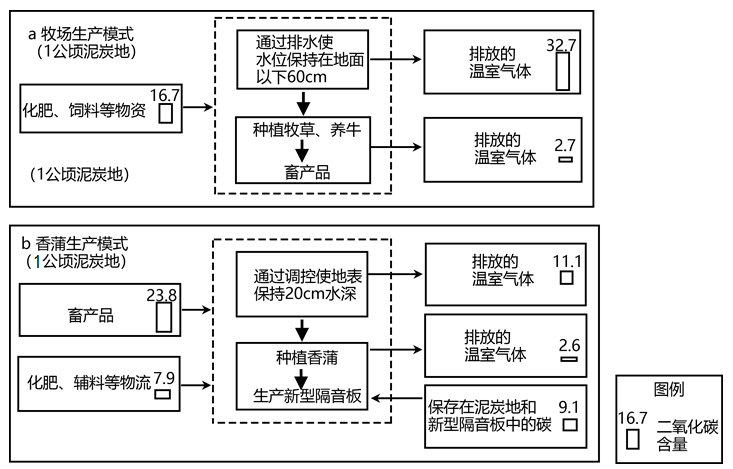 a 牧场生产模式
（1公顷泥炭地）
化肥、饲料等物资
16.7
（1公顷泥炭地）
通过排水使
水位保持在地面
以下60cm
种植牧草、养牛
畜产品
排放的
温室气体
32.7
排放的
温室气体
2.7
b 香蒲生产模式
（1公顷泥炭地）
畜产品
23.8
化肥、辅料等物流
7.9
通过调控使地表
保持20cm水深
种植香蒲
生产新型隔音板
排放的
温室气体
11.1
排放的
温室气体
2.6
保存在泥炭地和
新型隔音板中的碳
9.1
图例
16.7
二氧化碳
含量